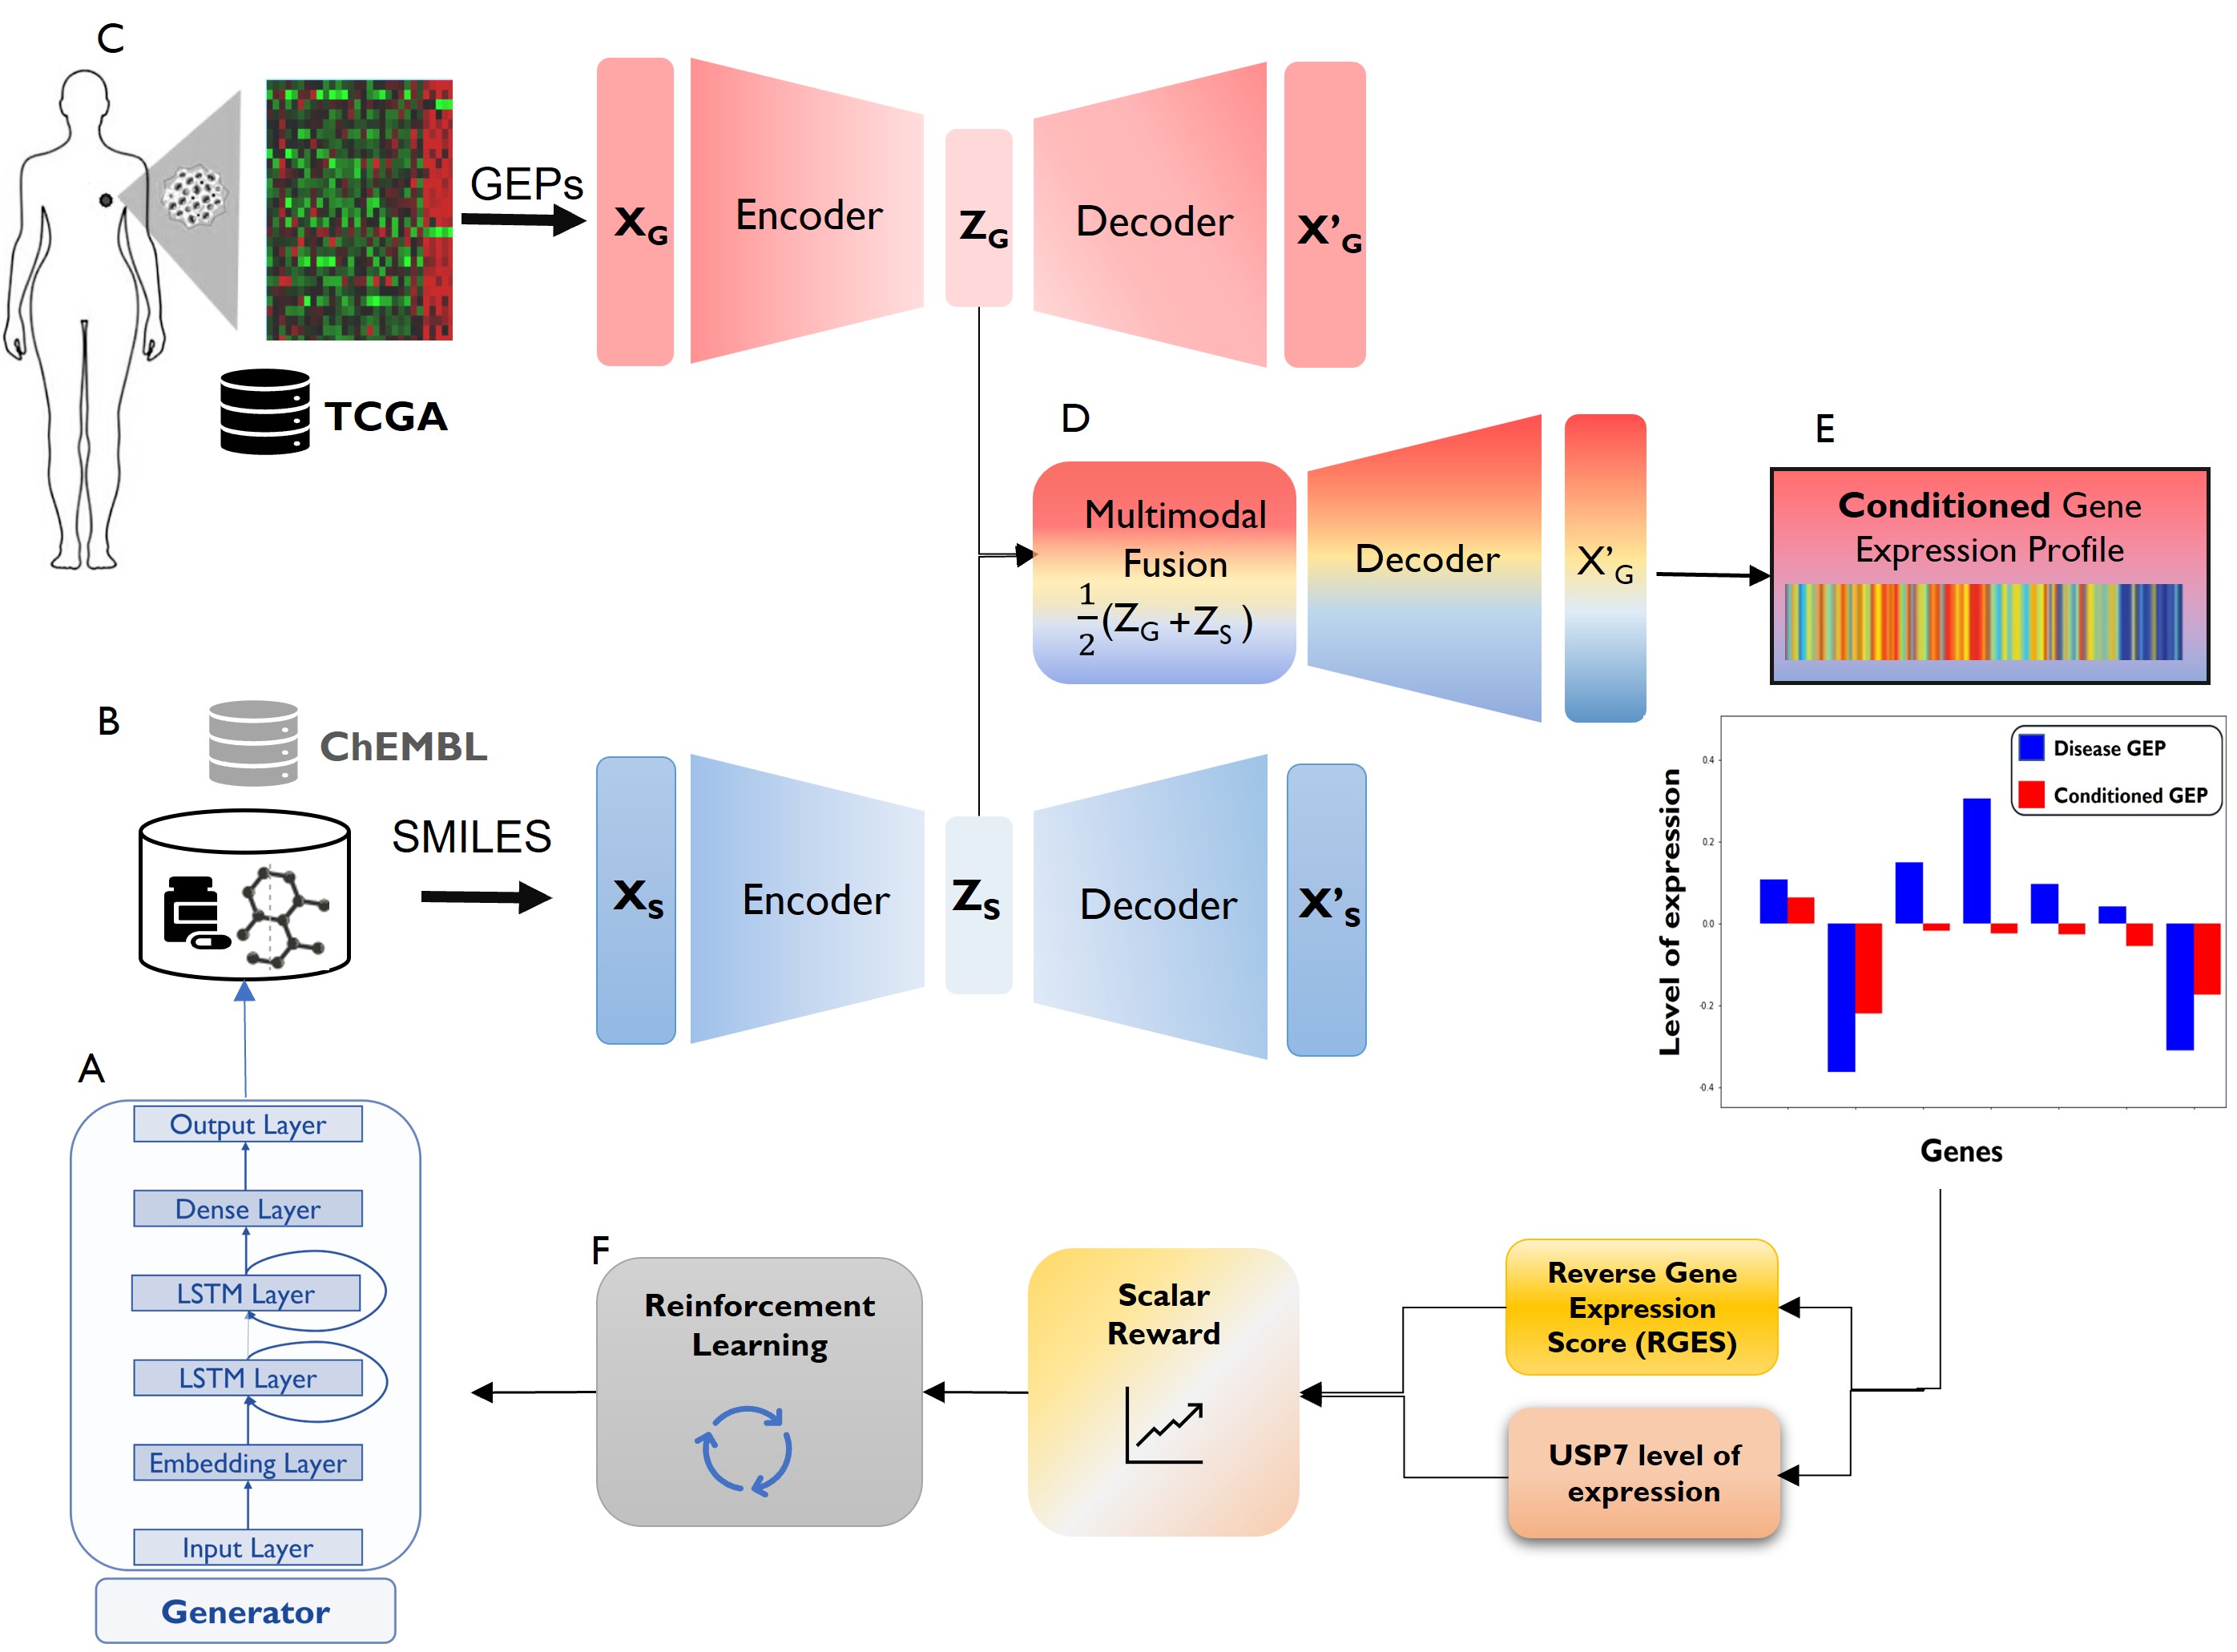 C
GEPs
X_G
Encoder
Z_G
Decoder
X'_G
TCGA
D
Multimodal
Fusion
1/2 (Z_G + Z_S)
Decoder
X'_G
E
Conditioned Gene
Expression Profile
B
ChEMBL
SMILES
X_S
Encoder
Z_S
Decoder
X'_S
Level of expression
0.4
0.2
0.0
-0.2
-0.4
Disease GEP
Conditioned GEP
Genes
A
Output Layer
Dense Layer
LSTM Layer
LSTM Layer
Embedding Layer
Input Layer
Generator
F
Reinforcement
Learning
Scalar
Reward
Reverse Gene
Expression
Score (RGES)
USP7 level of
expression